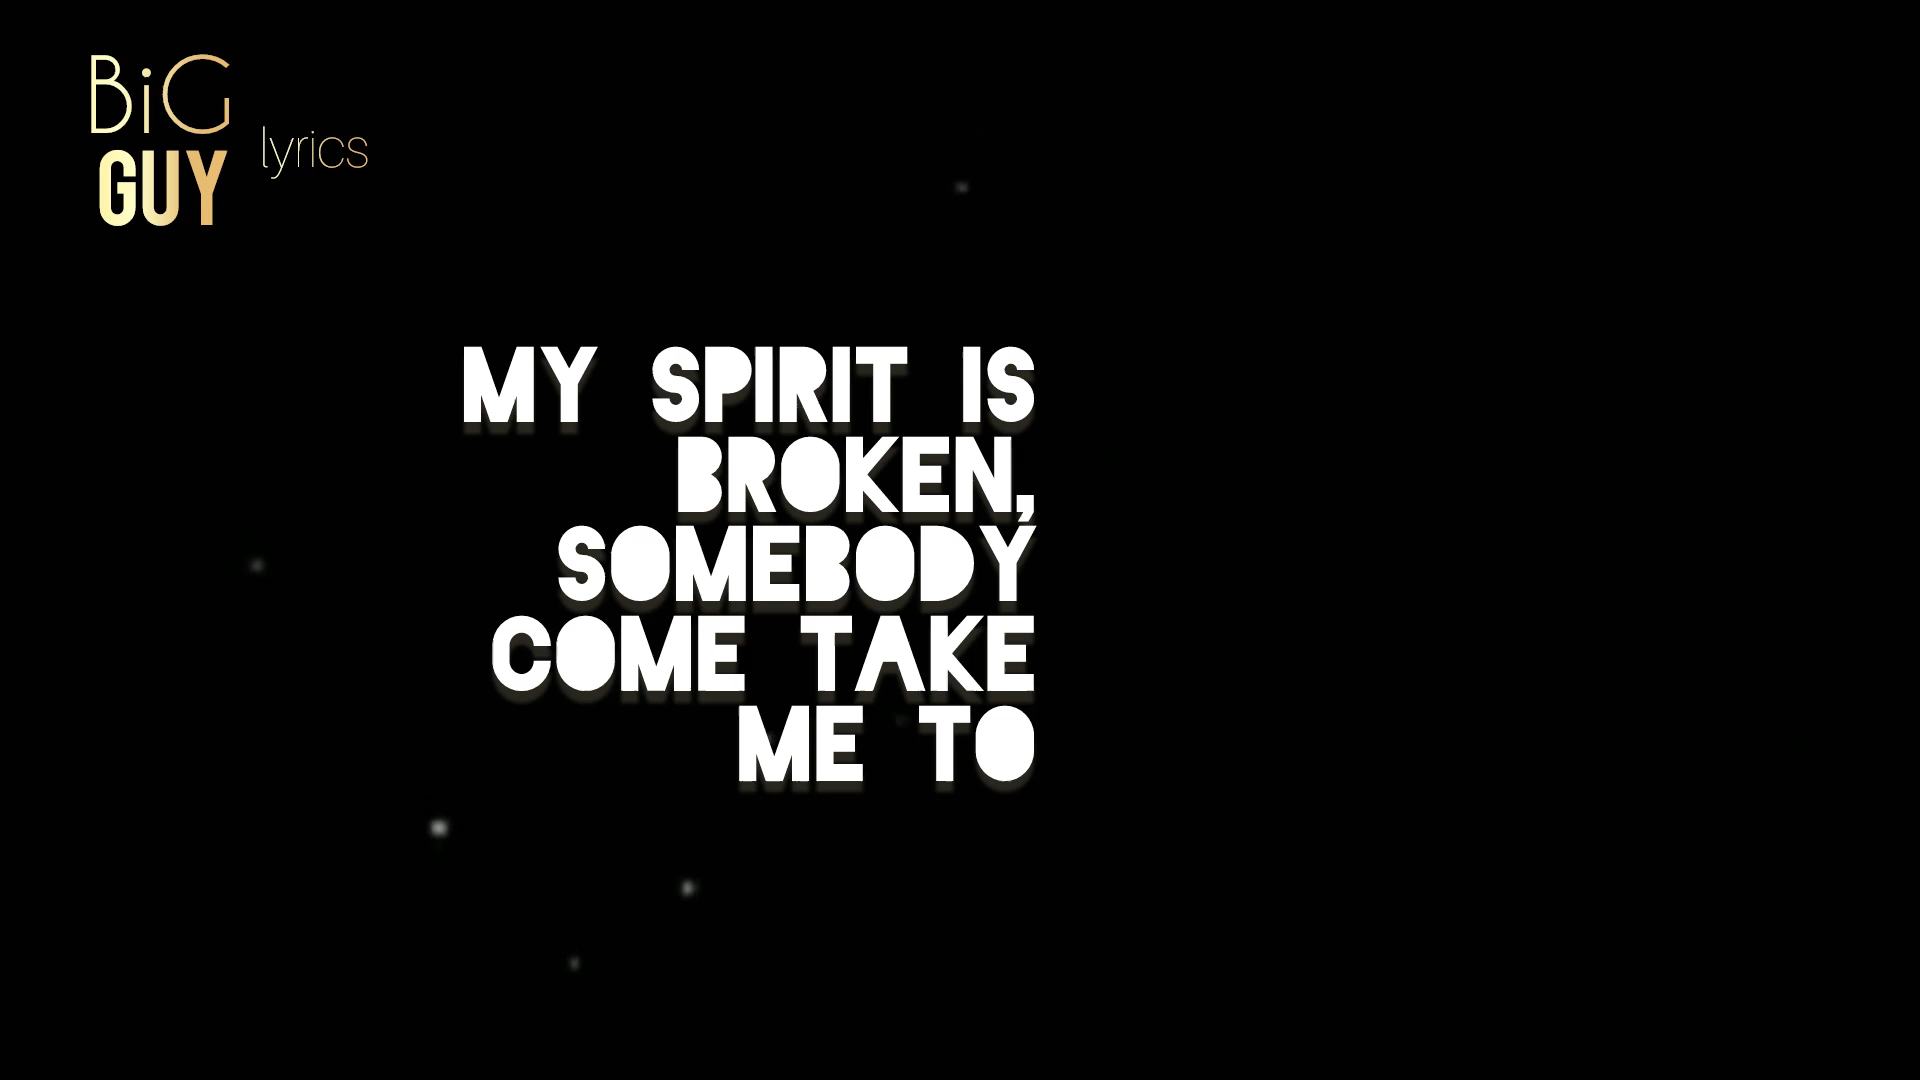 BiG
GUY
lyrics
MY SPIRIT IS
BROKEN,
SOMEBODY
COME TAKE
ME TO